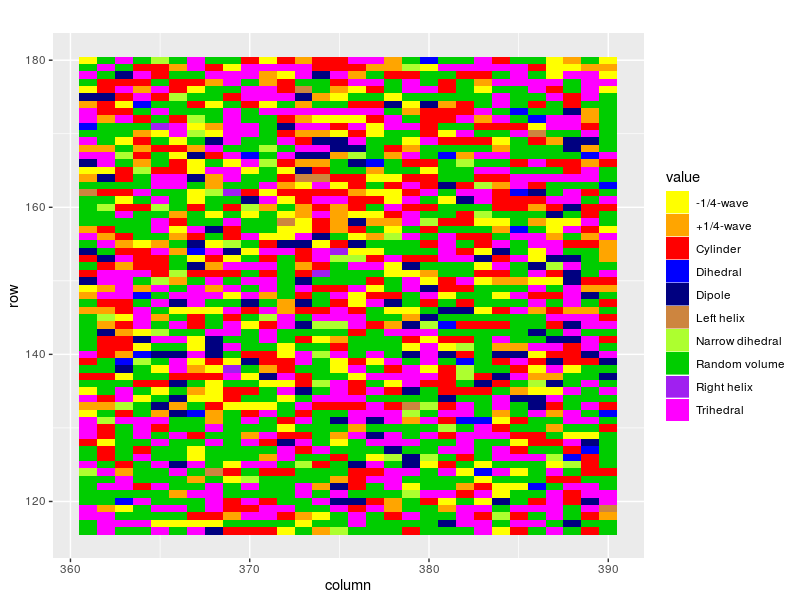 180
160
140
120
row
360
370
380
390
column
value
-1/4-wave
+1/4-wave
Cylinder
Dihedral
Dipole
Left helix
Narrow dihedral
Random volume
Right helix
Trihedral